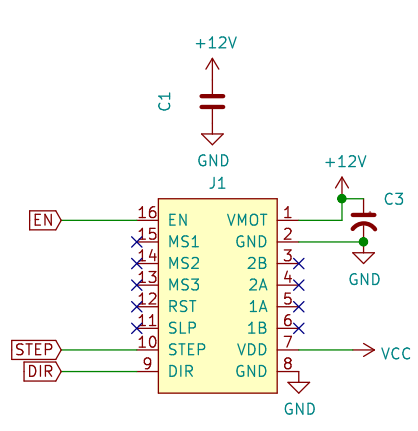 +12V
C1
GND
J1
+12V
C3
EN 16 EN VMOT 1
15 MS1 GND 2
GND
14 MS2 2B 3
13 MS3 2A 4
12 RST 1A 5
11 SLP 1B 6
STEP 10 STEP VDD 7 VCC
DIR 9 DIR GND 8
GND